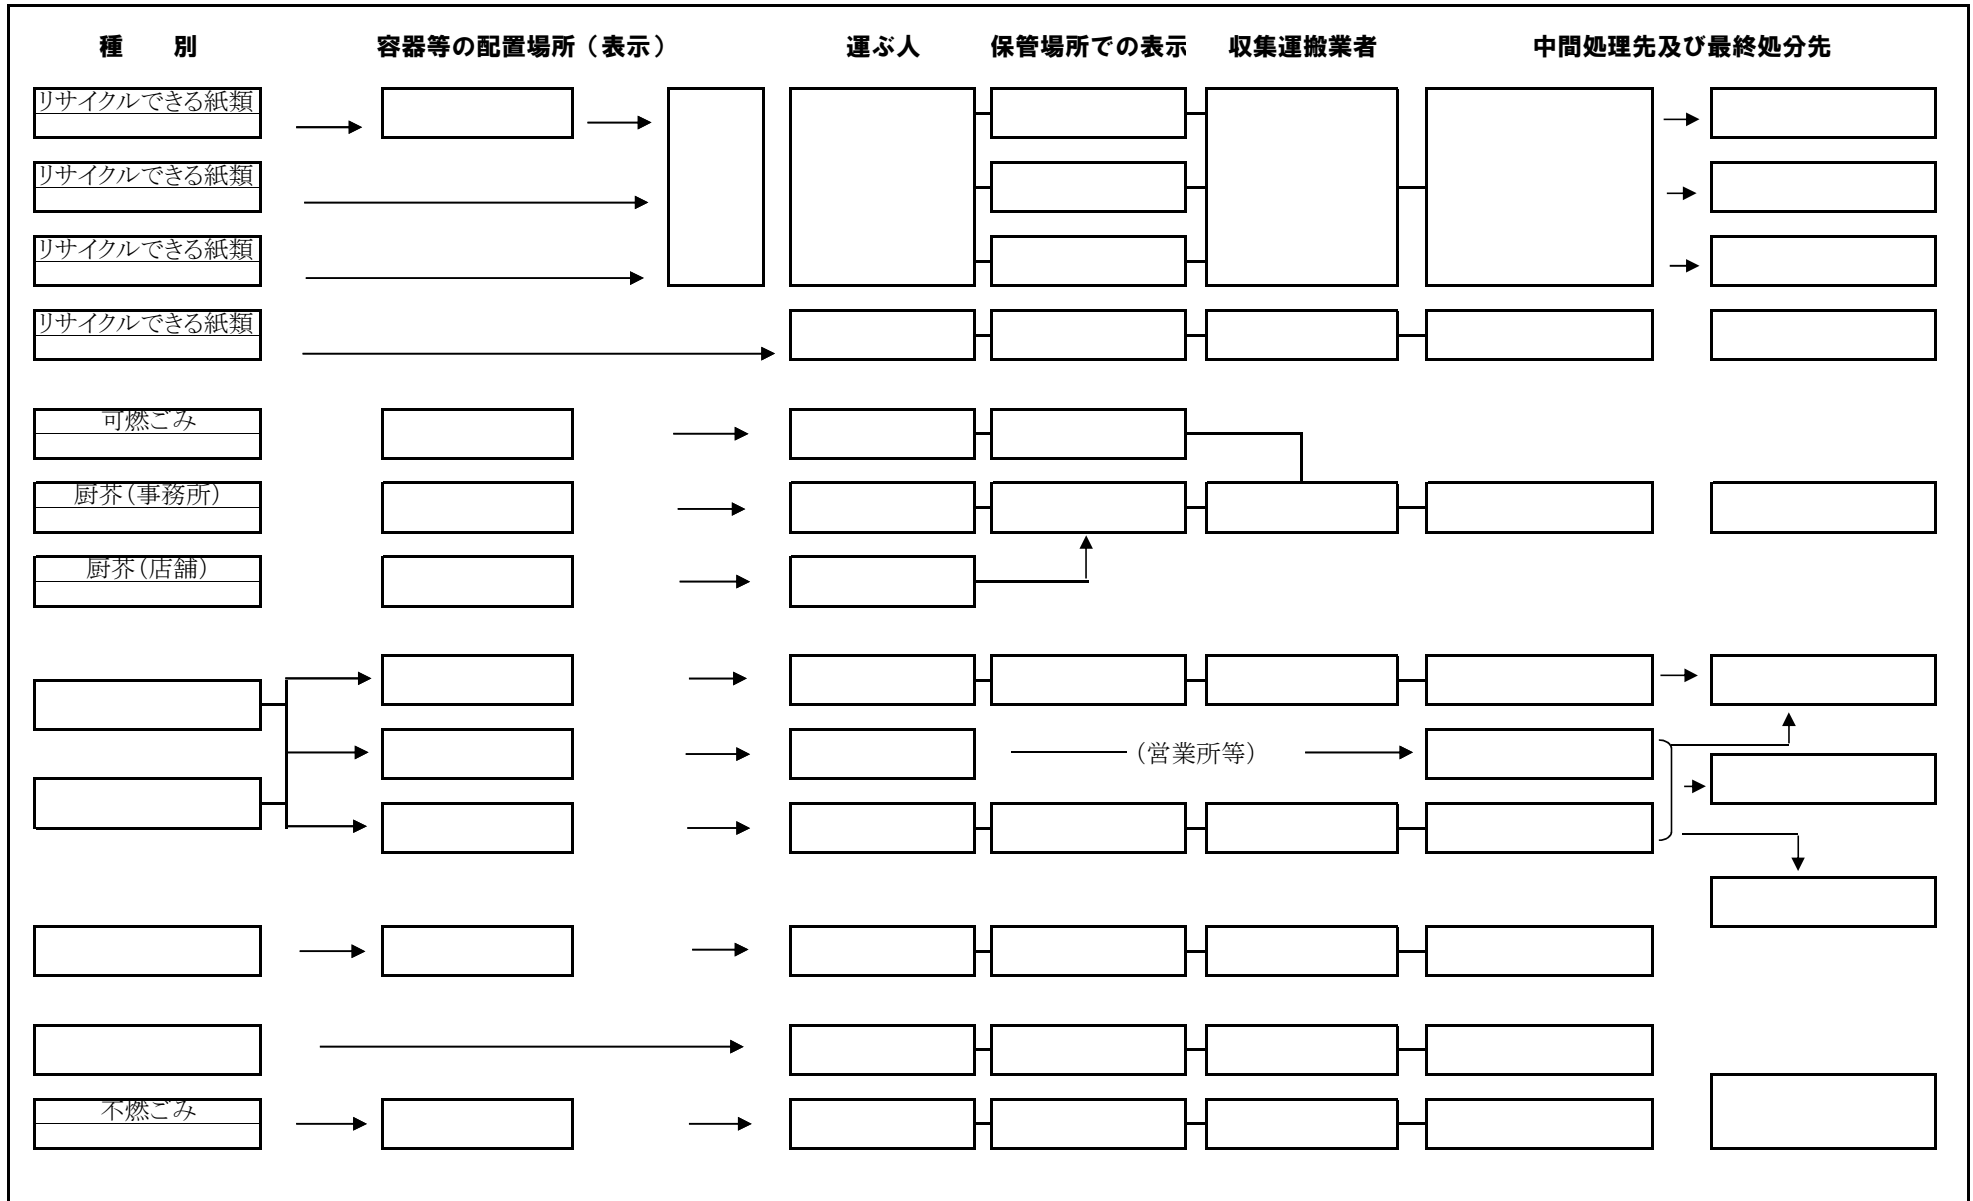 種　　別
容器等の配置場所（表示）
運ぶ人
保管場所での表示
収集運搬業者
中間処理先及び最終処分先
リサイクルできる紙類
リサイクルできる紙類
リサイクルできる紙類
リサイクルできる紙類
可燃ごみ
厨芥（事務所）
厨芥（店舗）
（営業所等）
不燃ごみ